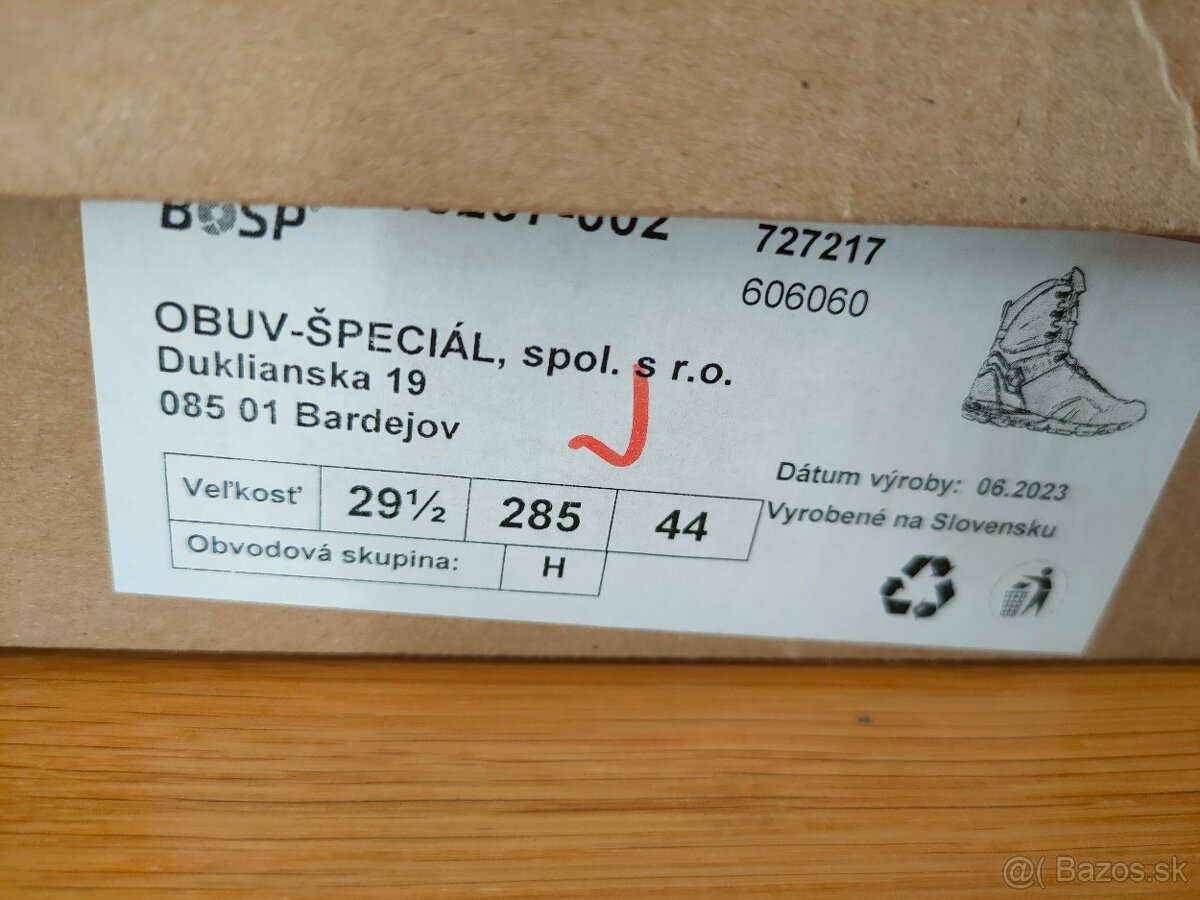 BOSP
727217
606060
OBUV-ŠPECIÁL, spol. s r.o.
Duklianska 19
085 01 Bardejov
Dátum výroby: 06.2023
Vyrobené na Slovensku
Veľkosť 29½ 285 44
Obvodová skupina: H
@( Bazos.sk